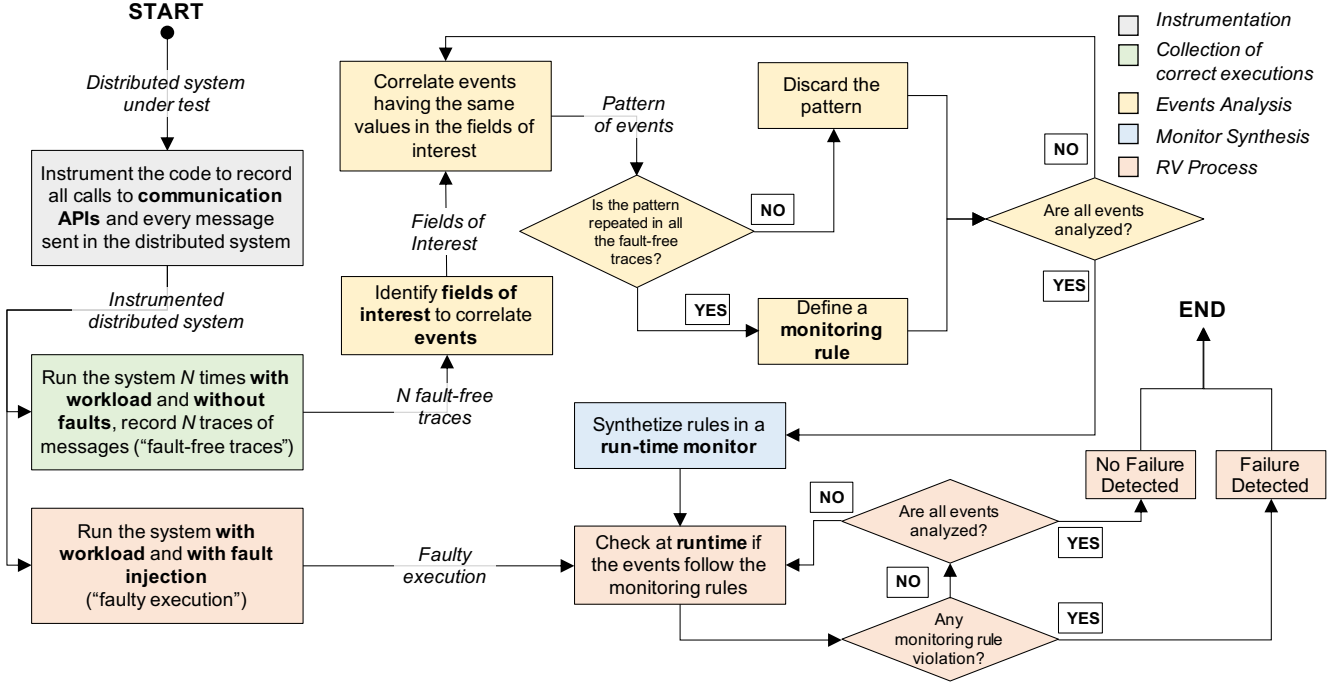 START
Distributed system
under test
Instrument the code to record
all calls to communication
APIs and every message
sent in the distributed system
Instrumented
distributed system
Run the system N times with
workload and without
faults, record N traces of
messages (“fault-free traces”)
Run the system with
workload and with fault
injection
(“faulty execution”)
Correlate events
having the same
values in the fields of
interest
Fields of
Interest
Identify fields of
interest to correlate
events
N fault-free
traces
Faulty
execution
Pattern
of events
Is the pattern
repeated in all
the fault-free
traces?
NO
YES
Discard the
pattern
Define a
monitoring
rule
Are all events
analyzed?
NO
YES
Synthetize rules in a
run-time monitor
Check at runtime if
the events follow the
monitoring rules
Any
monitoring rule
violation?
NO
YES
Are all events
analyzed?
NO
YES
No Failure
Detected
Failure
Detected
END
Instrumentation
Collection of
correct executions
Events Analysis
Monitor Synthesis
RV Process